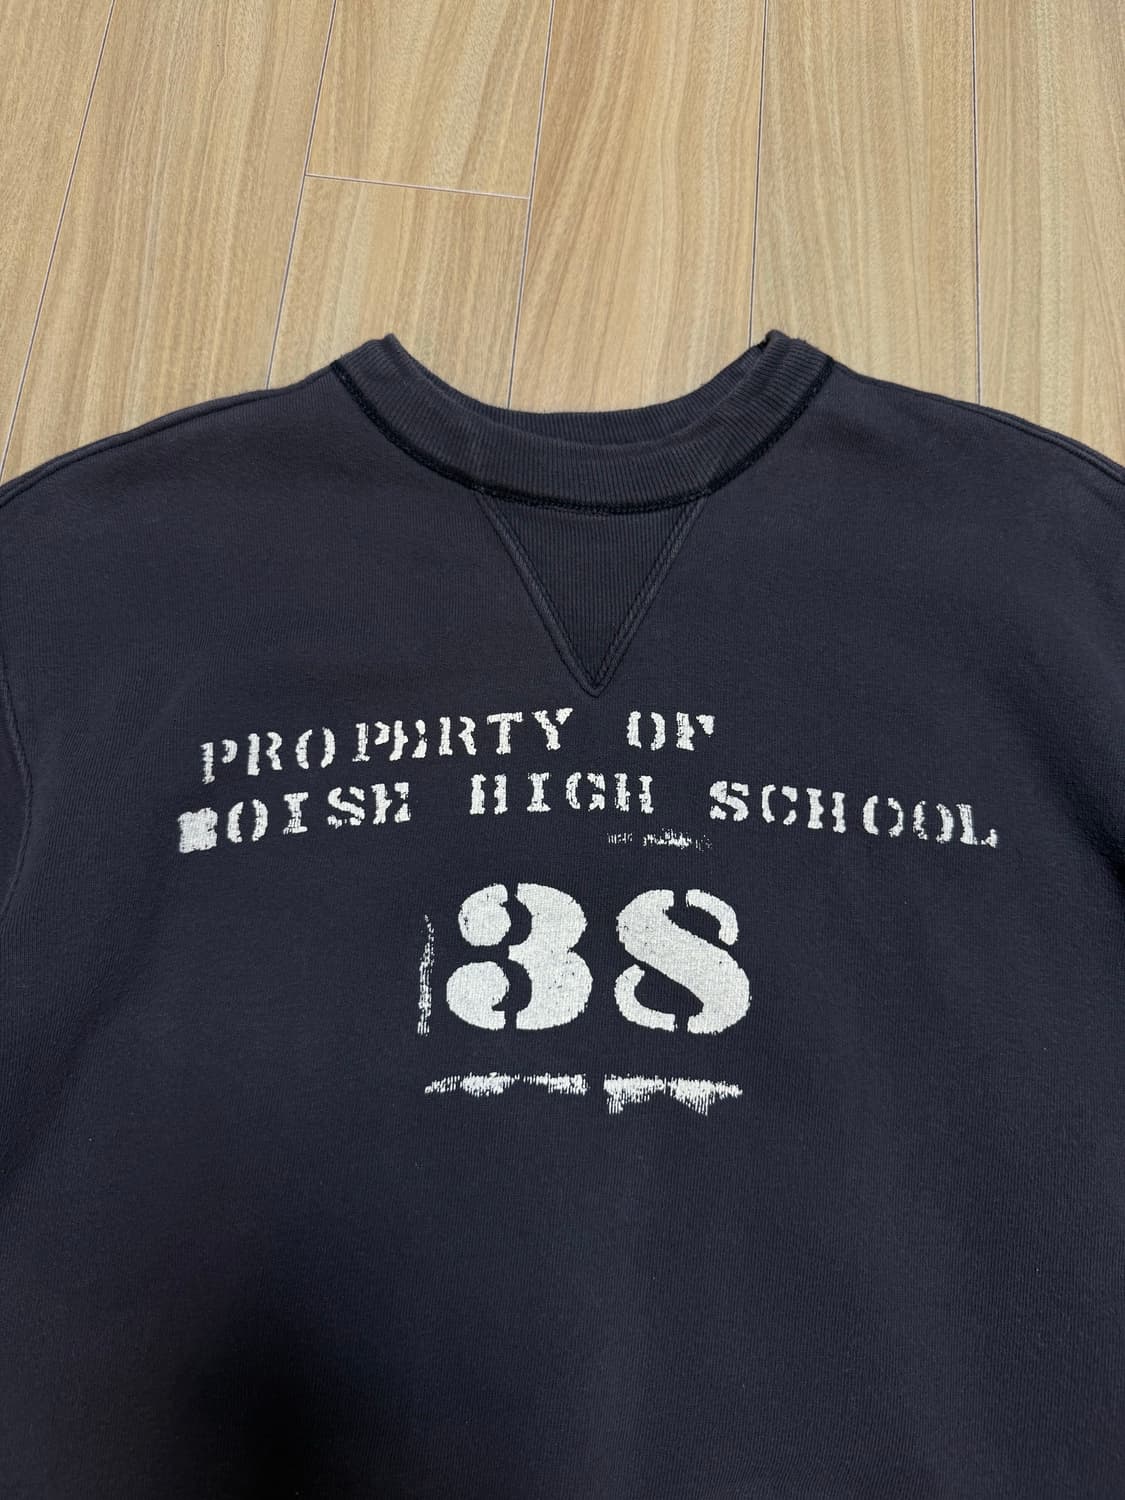 PROPERTY OF
BOISE HIGH SCHOOL
38